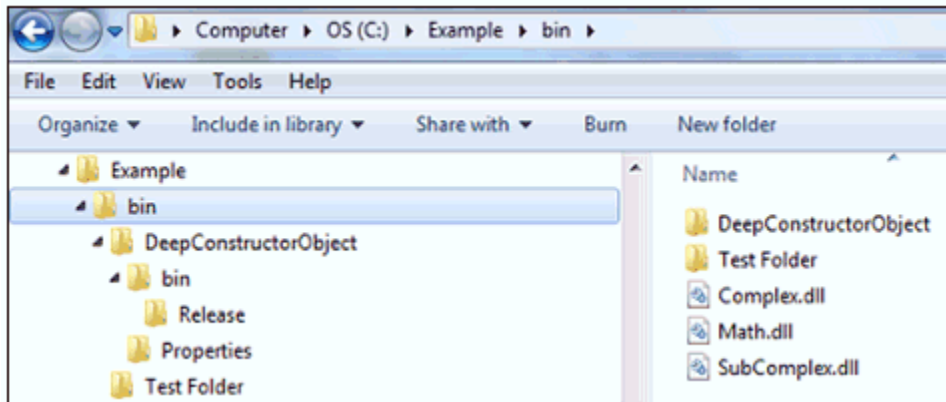 Computer OS (C:) Example bin
File Edit View Tools Help
Organize Include in library Share with Burn New folder
Example
bin
DeepConstructorObject
bin
Release
Properties
Test Folder
Name
DeepConstructorObject
Test Folder
Complex.dll
Math.dll
SubComplex.dll